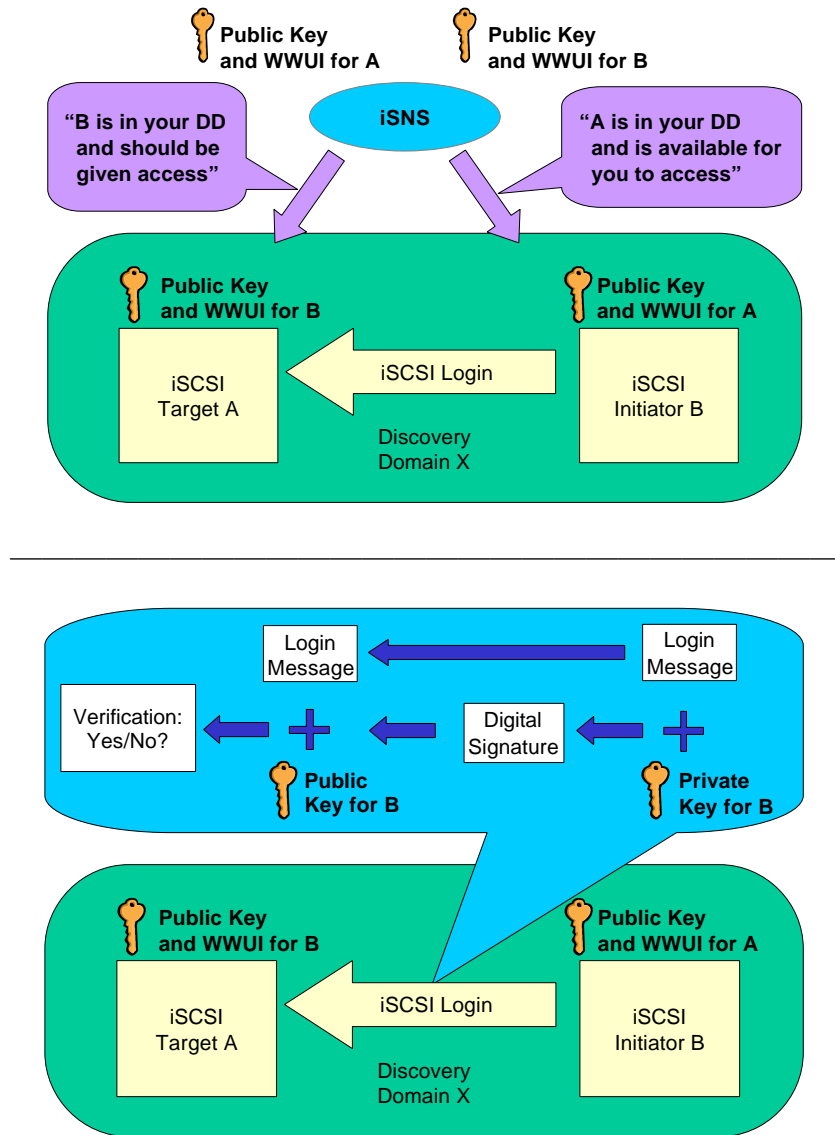 Public Key
and WWUI for A
Public Key
and WWUI for B
iSNS
“B is in your DD
and should be
given access”
“A is in your DD
and is available for
you to access”
Public Key
and WWUI for B
Public Key
and WWUI for A
iSCSI
Target A
iSCSI Login
iSCSI
Initiator B
Discovery
Domain X
Login
Message
Login
Message
Verification:
Yes/No?
Digital
Signature
Public
Key for B
Private
Key for B
Public Key
and WWUI for B
Public Key
and WWUI for A
iSCSI
Target A
iSCSI Login
iSCSI
Initiator B
Discovery
Domain X